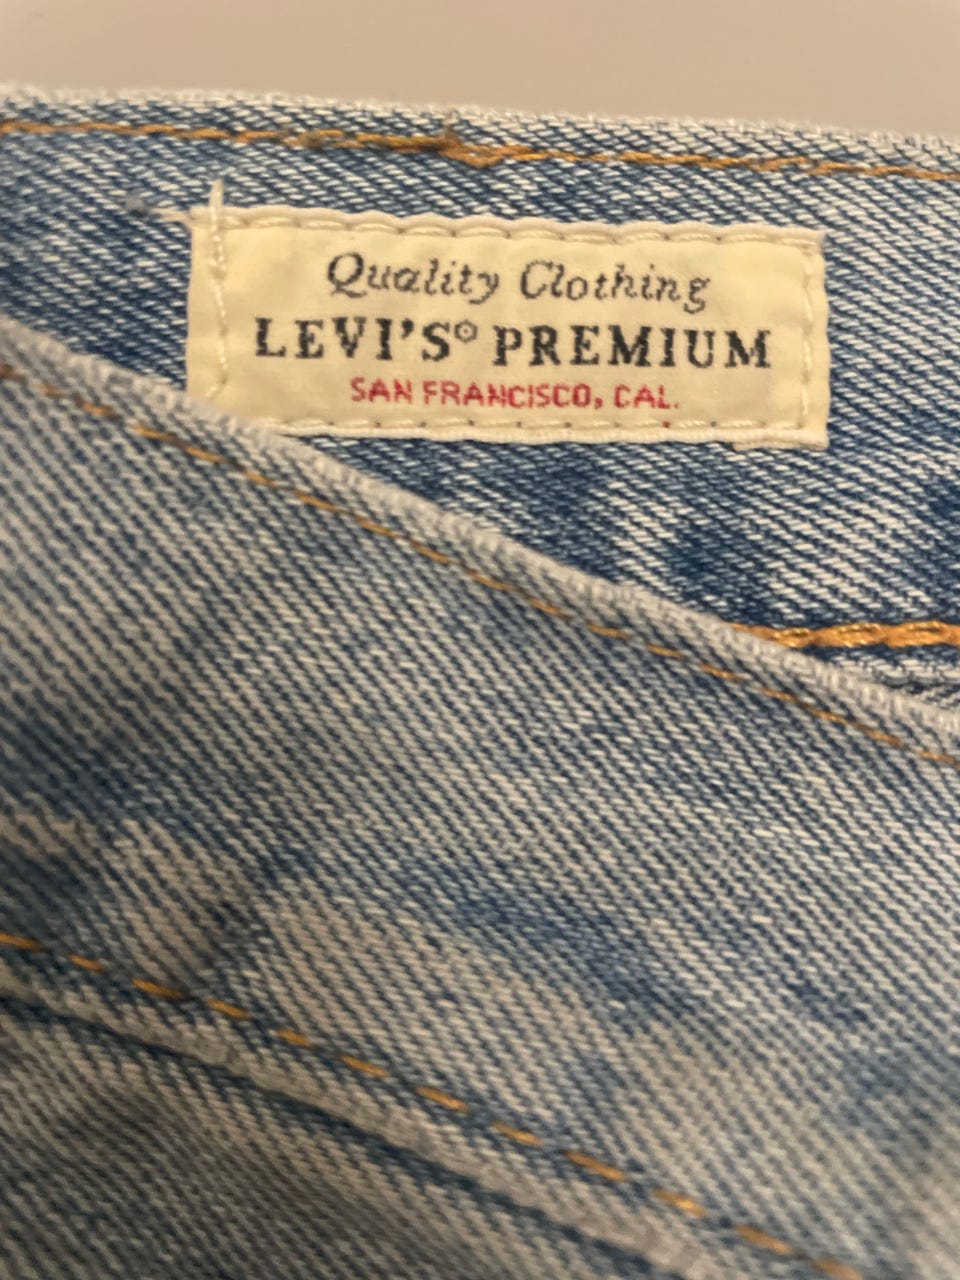 Quality Clothing
LEVI'S® PREMIUM
SAN FRANCISCO, CAL.